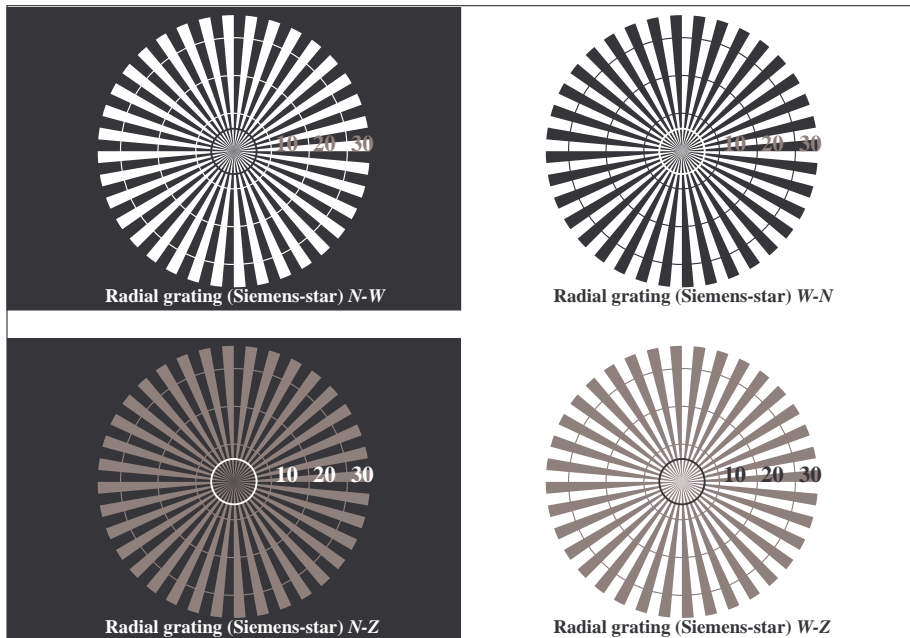 10 20 30
Radial grating (Siemens-star) N-W
10 20 30
Radial grating (Siemens-star) W-N
10 20 30
Radial grating (Siemens-star) N-Z
10 20 30
Radial grating (Siemens-star) W-Z